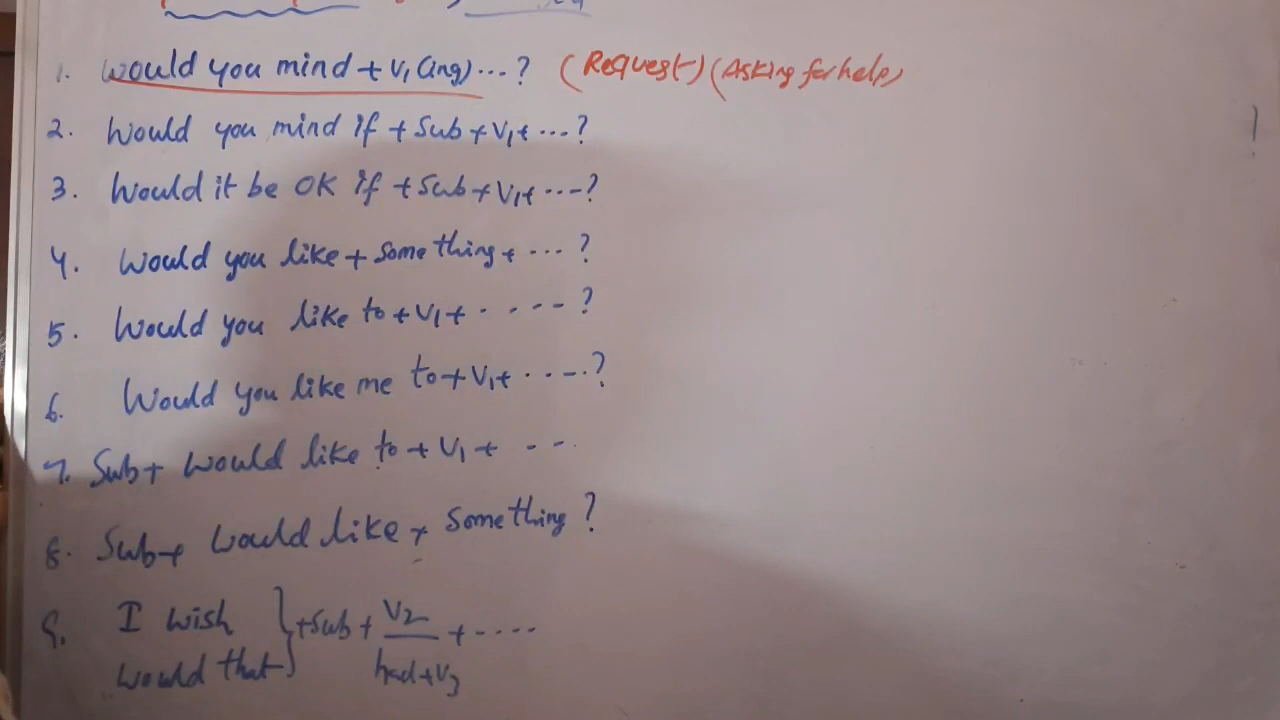 1. Would you mind + V1 (ing) ...? (Request) (Asking for help)
2. Would you mind if + Sub + V1 + ...?
3. Would it be OK if + Sub + V1 + ...?
4. Would you like + Something + ...?
5. Would you like to + V1 + ....?
6. Would you like me to + V1 + ....?
7. Sub + Would like to + V1 + ...
8. Sub + Would like + Something?
9. I wish } + Sub + V2 + ....
Would that } had + V3